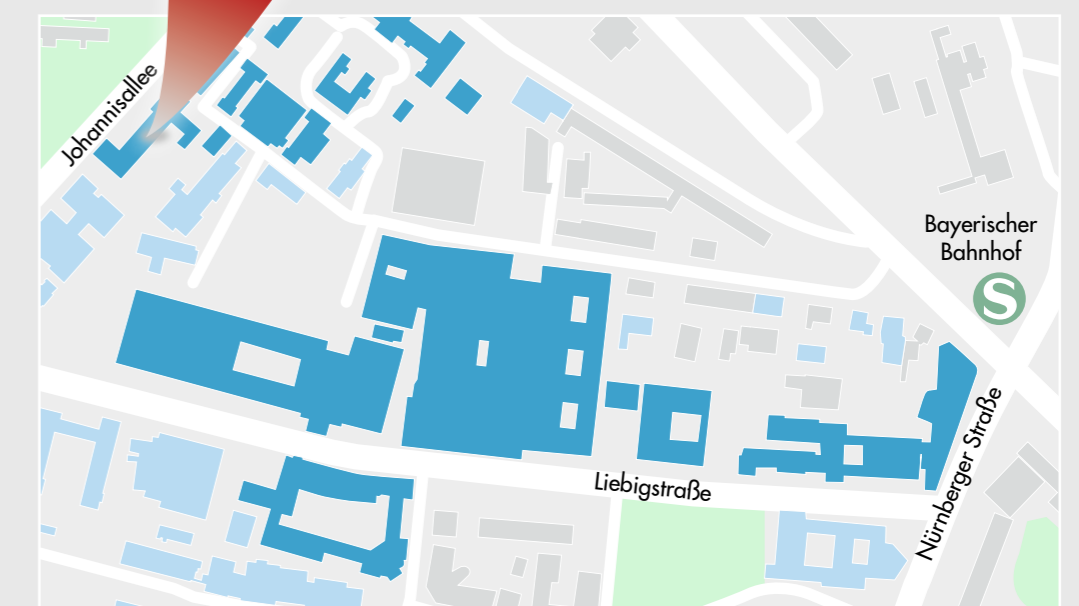 Johannisallee
Bayerischer
Bahnhof
S
Liebigstraße
Nürnberger Straße